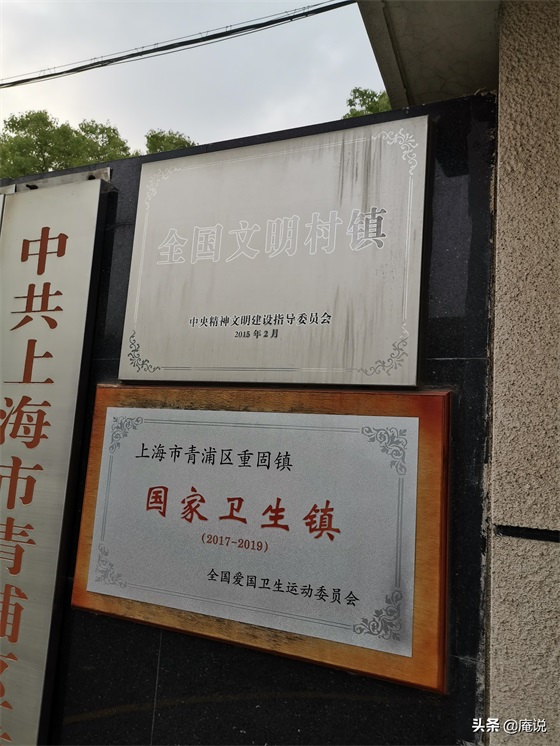 中共上海市青浦区
全国文明村镇
中央精神文明建设指导委员会
2015年2月
上海市青浦区重固镇
国家卫生镇
(2017-2019)
全国爱国卫生运动委员会
头条 @庵说